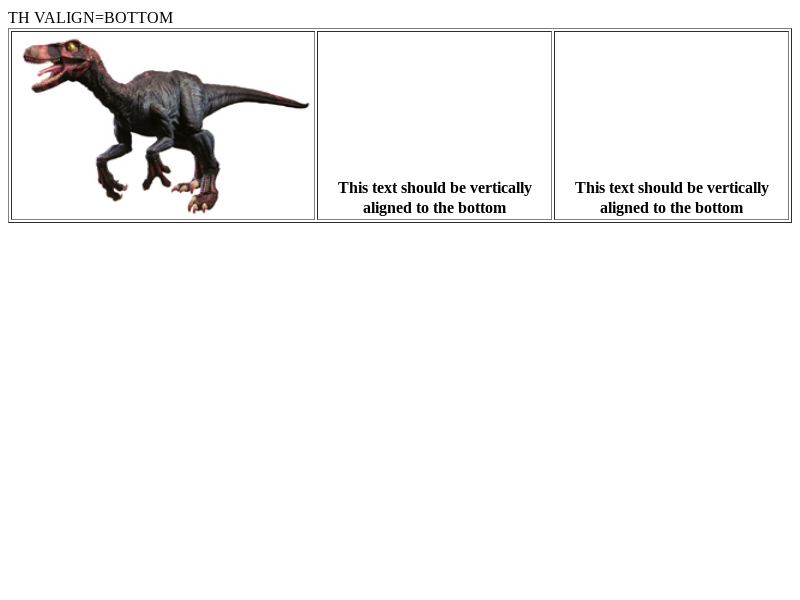 TH VALIGN=BOTTOM
This text should be vertically
aligned to the bottom
This text should be vertically
aligned to the bottom